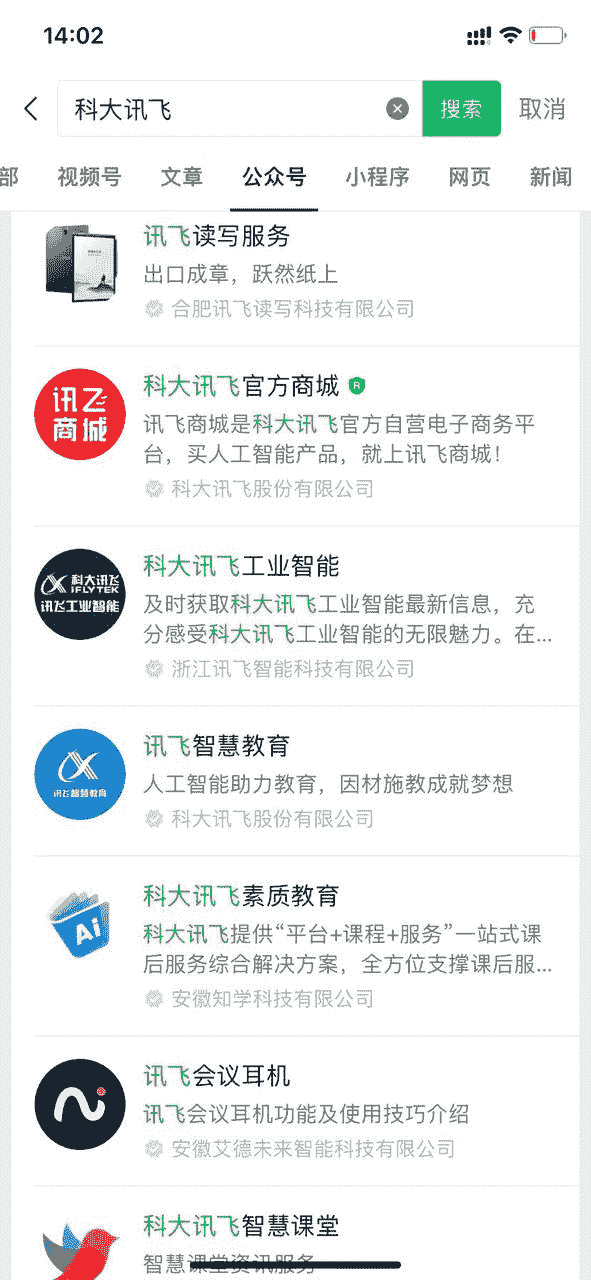 14:02
科大讯飞
搜索
取消
部 视频号 文章 公众号 小程序 网页 新闻
讯飞读写服务
出口成章，跃然纸上
合肥讯飞读写科技有限公司
讯飞
商城
科大讯飞官方商城
讯飞商城是科大讯飞官方自营电子商务平
台，买人工智能产品，就上讯飞商城！
科大讯飞股份有限公司
科大讯飞
iFLYTEK
讯飞工业智能
科大讯飞工业智能
及时获取科大讯飞工业智能最新信息，充
分感受科大讯飞工业智能的无限魅力。在...
浙江讯飞智能科技有限公司
讯飞智慧教育
讯飞智慧教育
人工智能助力教育，因材施教成就梦想
科大讯飞股份有限公司
Ai
科大讯飞素质教育
科大讯飞提供“平台+课程+服务”一站式课
后服务综合解决方案，全方位支撑课后服...
安徽知学科技有限公司
讯飞会议耳机
讯飞会议耳机功能及使用技巧介绍
安徽艾德未来智能科技有限公司
科大讯飞智慧课堂
智慧课堂资讯服务